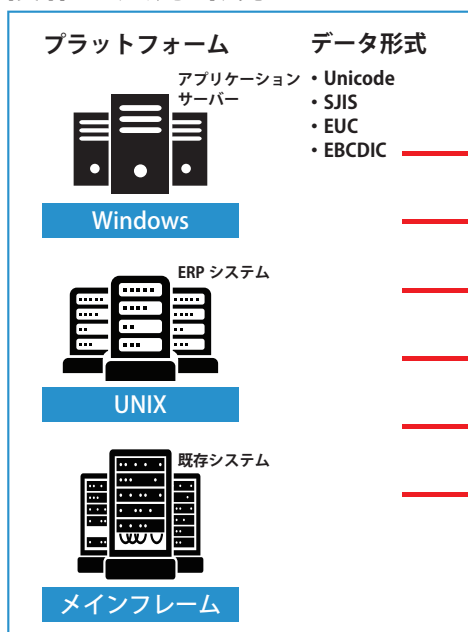 プラットフォーム
データ形式
アプリケーション
サーバー
・Unicode
・SJIS
・EUC
・EBCDIC
Windows
ERP システム
UNIX
既存システム
メインフレーム